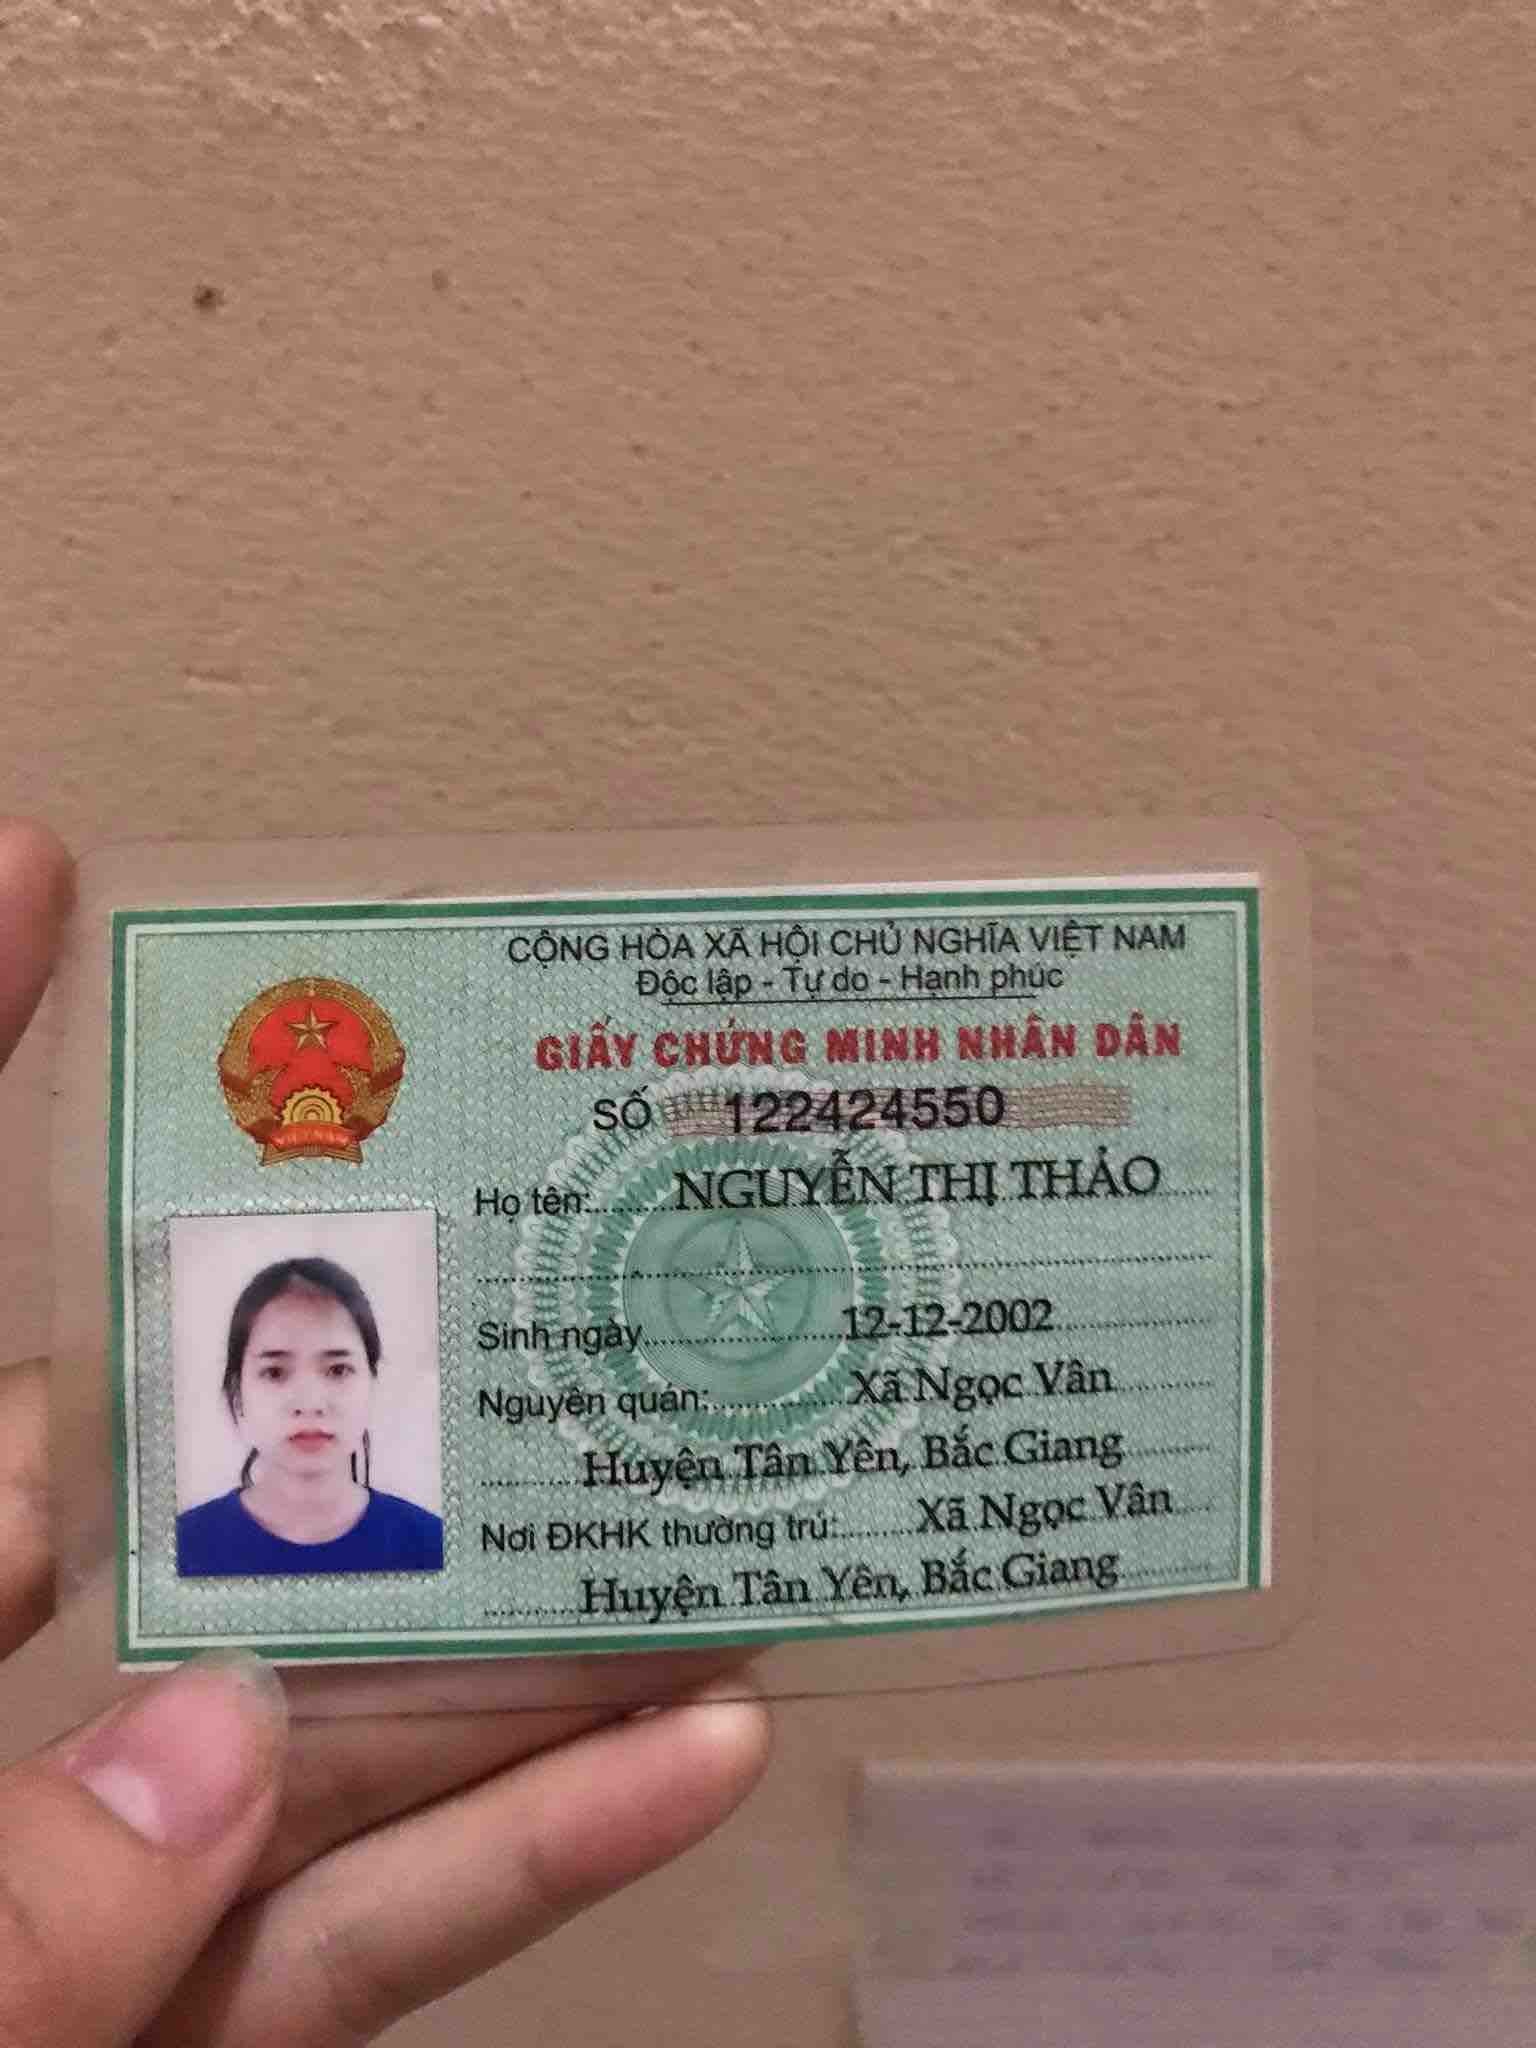 CỘNG HÒA XÃ HỘI CHỦ NGHĨA VIỆT NAM
Độc lập - Tự do - Hạnh phúc
GIẤY CHỨNG MINH NHÂN DÂN
SỐ 122424550
Họ tên: NGUYỄN THỊ THẢO
Sinh ngày 12-12-2002
Nguyên quán: Xã Ngọc Vân
Huyện Tân Yên, Bắc Giang
Nơi ĐKHK thường trú: Xã Ngọc Vân
Huyện Tân Yên, Bắc Giang